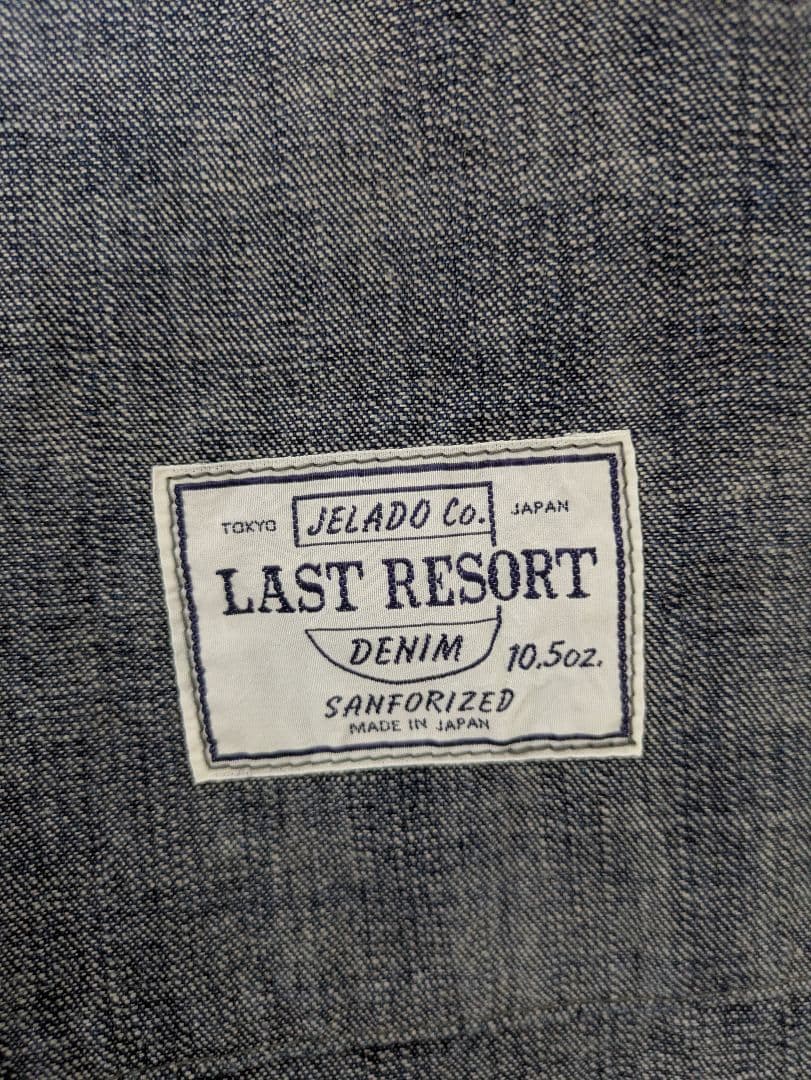 TOKYO JELADO Co. JAPAN
LAST RESORT
DENIM 10.5oz.
SANFORIZED
MADE IN JAPAN